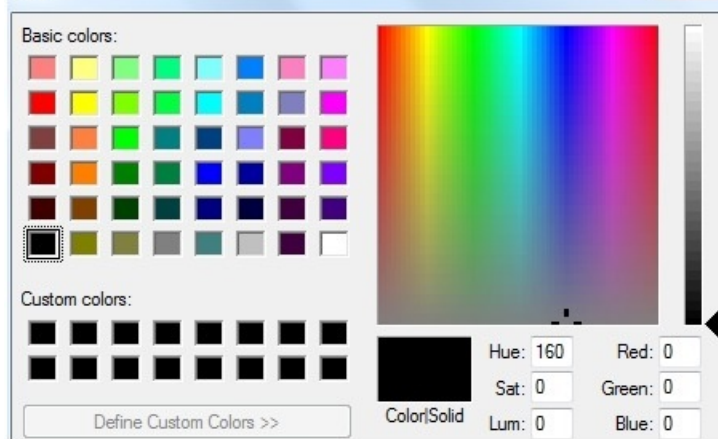 Basic colors:
Custom colors:
Define Custom Colors >>
Color|Solid
Hue: 160
Sat: 0
Lum: 0
Red: 0
Green: 0
Blue: 0